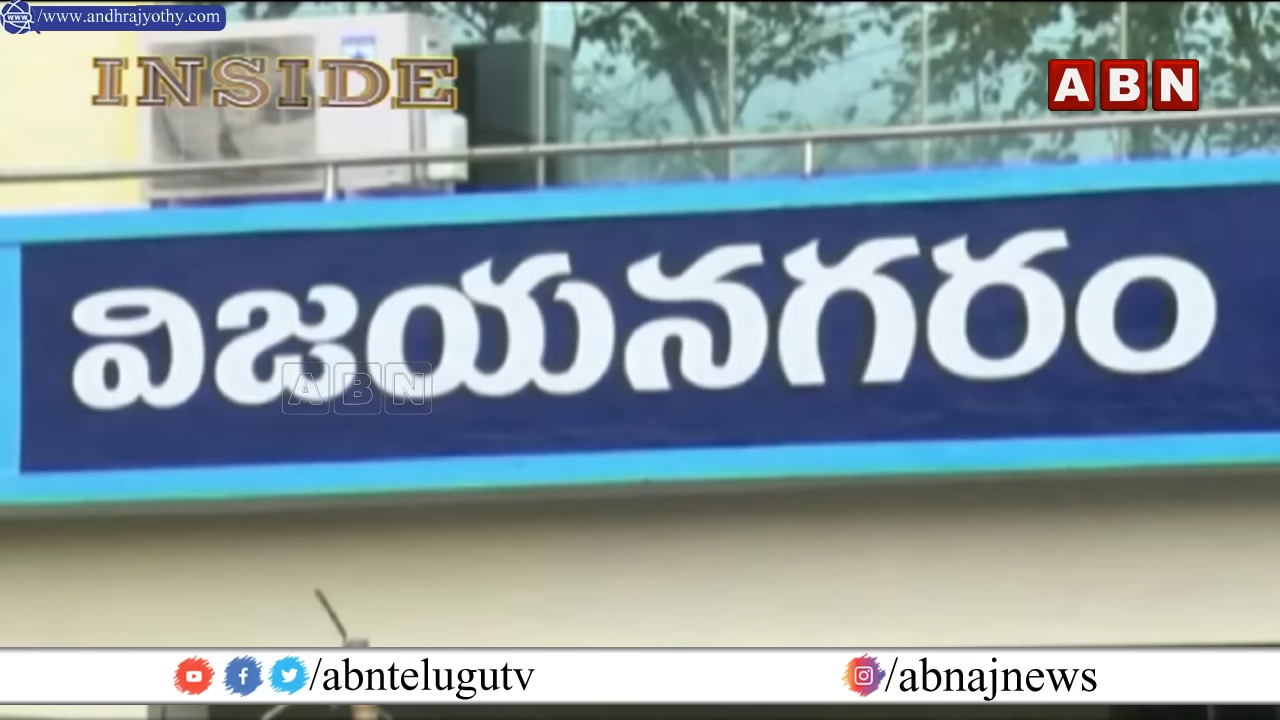 /www.andhrajyothy.com
INSIDE
ABN
విజయనగరం
ABN
/abntelugutv
/abnajnews